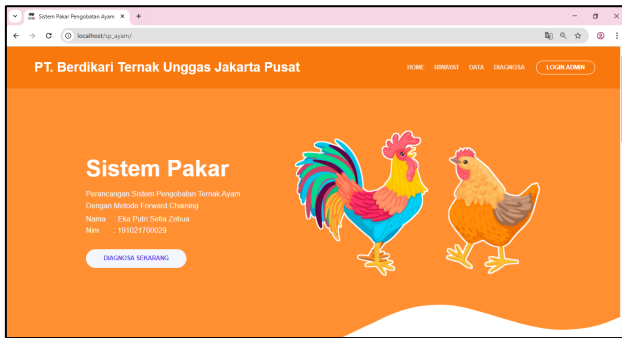 Sistem Pakar Pengobatan Ayam
localhost/sp_ayam/
PT. Berdikari Ternak Unggas Jakarta Pusat
HOME RIWAYAT DATA DIAGNOSA LOGIN ADMIN
Sistem Pakar
Perancangan Sistem Pengobatan Ternak Ayam
Dengan Metode Forward Chaining
Nama : Eka Putri Setia Zebua
Nim : 191021700029
DIAGNOSA SEKARANG